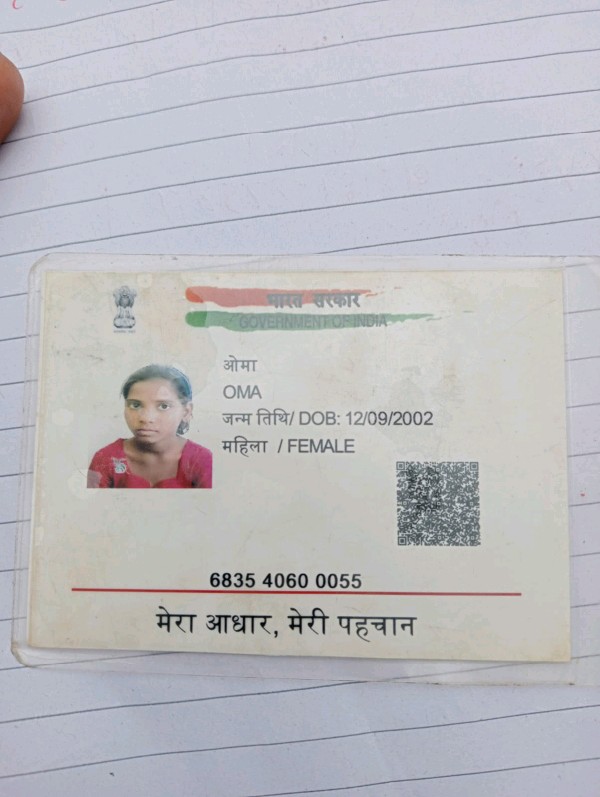 भारत सरकार
GOVERNMENT OF INDIA
ओमा
OMA
जन्म तिथि/ DOB: 12/09/2002
महिला / FEMALE
6835 4060 0055
मेरा आधार, मेरी पहचान